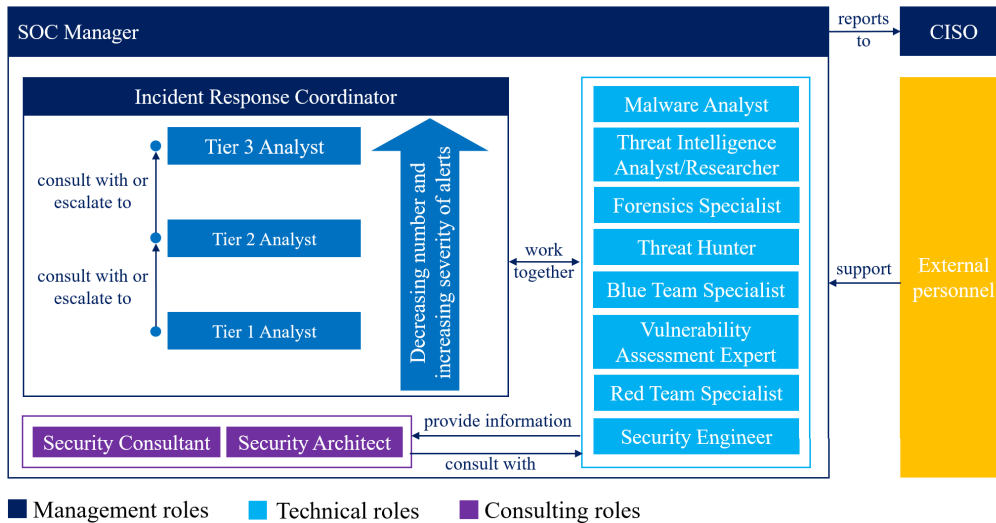 SOC Manager
reports
to
CISO
Incident Response Coordinator
Tier 3 Analyst
consult with or
escalate to
Tier 2 Analyst
consult with or
escalate to
Tier 1 Analyst
Decreasing number and
increasing severity of alerts
work
together
Malware Analyst
Threat Intelligence
Analyst/Researcher
Forensics Specialist
Threat Hunter
Blue Team Specialist
Vulnerability
Assessment Expert
Red Team Specialist
Security Engineer
support
External
personnel
provide information
consult with
Security Consultant
Security Architect
Management roles
Technical roles
Consulting roles